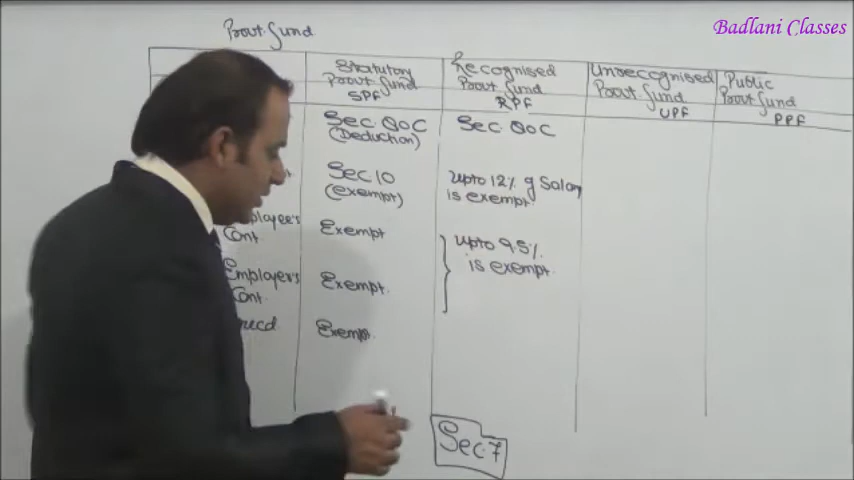 Badlani Classes
Provt. fund
Statutory
Provt. fund
SPF
Recognised
Provt. fund
RPF
Unrecognised
Provt. fund
UPF
Public
Provt. fund
PPF
Sec. 80C
(Deduction)
Sec. 80C
Sec 10
(exempt)
upto 12% of Salary
is exempt.
Employee's
Cont.
Exempt
upto 9.5%
is exempt.
Employer's
Cont.
Exempt.
recd
Exempt.
Sec. 7